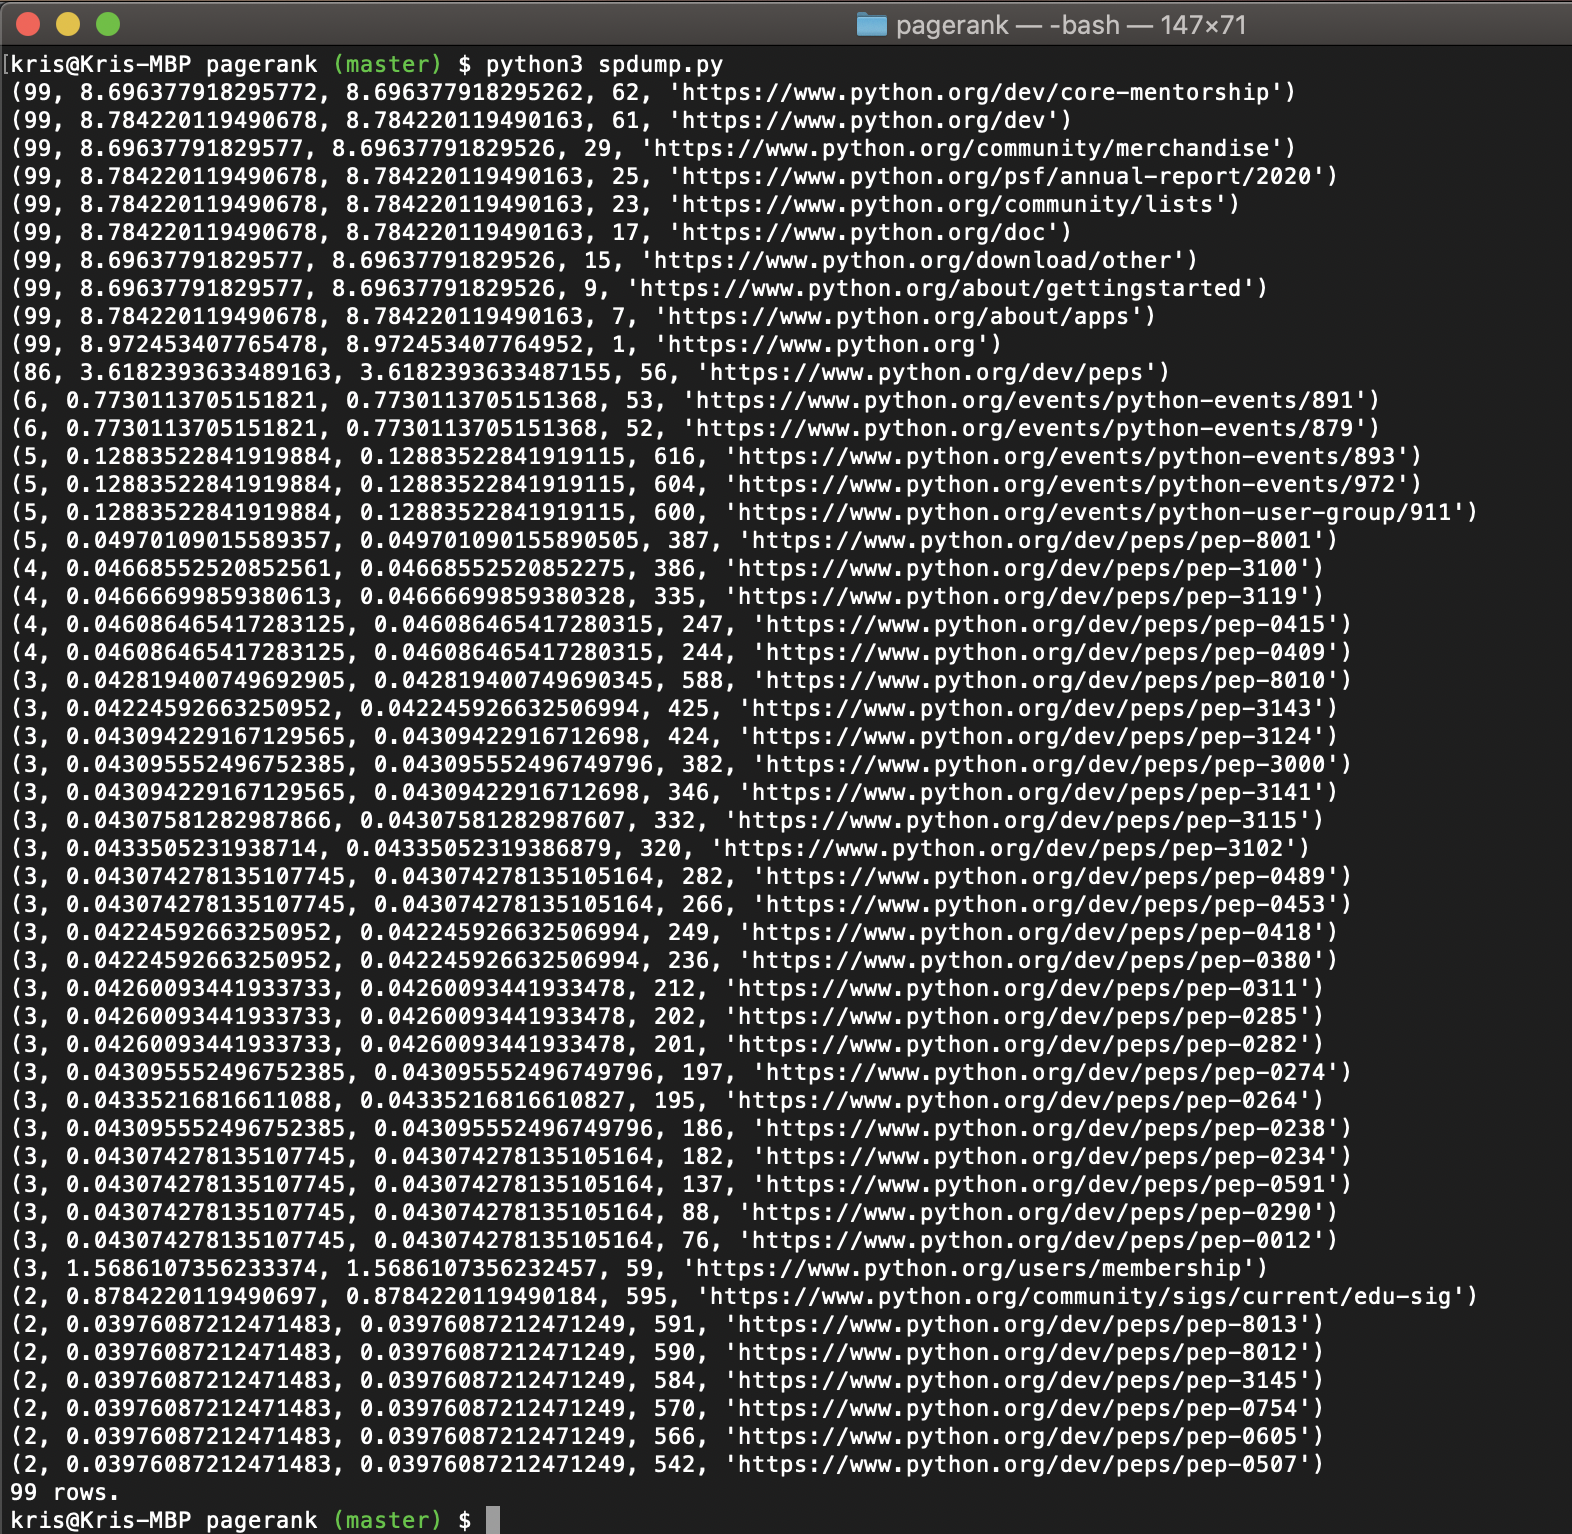 pagerank — -bash — 147×71
kris@Kris-MBP pagerank (master) $ python3 spdump.py
(99, 8.696377918295772, 8.696377918295262, 62, 'https://www.python.org/dev/core-mentorship')
(99, 8.784220119490678, 8.784220119490163, 61, 'https://www.python.org/dev')
(99, 8.69637791829577, 8.69637791829526, 29, 'https://www.python.org/community/merchandise')
(99, 8.784220119490678, 8.784220119490163, 25, 'https://www.python.org/psf/annual-report/2020')
(99, 8.784220119490678, 8.784220119490163, 23, 'https://www.python.org/community/lists')
(99, 8.784220119490678, 8.784220119490163, 17, 'https://www.python.org/doc')
(99, 8.69637791829577, 8.69637791829526, 15, 'https://www.python.org/download/other')
(99, 8.69637791829577, 8.69637791829526, 9, 'https://www.python.org/about/gettingstarted')
(99, 8.784220119490678, 8.784220119490163, 7, 'https://www.python.org/about/apps')
(99, 8.972453407765478, 8.972453407764952, 1, 'https://www.python.org')
(86, 3.6182393633489163, 3.6182393633487155, 56, 'https://www.python.org/dev/peps')
(6, 0.7730113705151821, 0.7730113705151368, 53, 'https://www.python.org/events/python-events/891')
(6, 0.7730113705151821, 0.7730113705151368, 52, 'https://www.python.org/events/python-events/879')
(5, 0.12883522841919884, 0.12883522841919115, 616, 'https://www.python.org/events/python-events/893')
(5, 0.12883522841919884, 0.12883522841919115, 604, 'https://www.python.org/events/python-events/972')
(5, 0.12883522841919884, 0.12883522841919115, 600, 'https://www.python.org/events/python-user-group/911')
(5, 0.04970109015589357, 0.049701090155890505, 387, 'https://www.python.org/dev/peps/pep-8001')
(4, 0.04668552520852561, 0.04668552520852275, 386, 'https://www.python.org/dev/peps/pep-3100')
(4, 0.04666699859380613, 0.04666699859380328, 335, 'https://www.python.org/dev/peps/pep-3119')
(4, 0.046086465417283125, 0.046086465417280315, 247, 'https://www.python.org/dev/peps/pep-0415')
(4, 0.046086465417283125, 0.046086465417280315, 244, 'https://www.python.org/dev/peps/pep-0409')
(3, 0.042819400749692905, 0.042819400749690345, 588, 'https://www.python.org/dev/peps/pep-8010')
(3, 0.04224592663250952, 0.042245926632506994, 425, 'https://www.python.org/dev/peps/pep-3143')
(3, 0.043094229167129565, 0.04309422916712698, 424, 'https://www.python.org/dev/peps/pep-3124')
(3, 0.043095552496752385, 0.043095552496749796, 382, 'https://www.python.org/dev/peps/pep-3000')
(3, 0.043094229167129565, 0.04309422916712698, 346, 'https://www.python.org/dev/peps/pep-3141')
(3, 0.04307581282987866, 0.04307581282987607, 332, 'https://www.python.org/dev/peps/pep-3115')
(3, 0.0433505231938714, 0.04335052319386879, 320, 'https://www.python.org/dev/peps/pep-3102')
(3, 0.043074278135107745, 0.043074278135105164, 282, 'https://www.python.org/dev/peps/pep-0489')
(3, 0.043074278135107745, 0.043074278135105164, 266, 'https://www.python.org/dev/peps/pep-0453')
(3, 0.04224592663250952, 0.042245926632506994, 249, 'https://www.python.org/dev/peps/pep-0418')
(3, 0.04224592663250952, 0.042245926632506994, 236, 'https://www.python.org/dev/peps/pep-0380')
(3, 0.04260093441933733, 0.04260093441933478, 212, 'https://www.python.org/dev/peps/pep-0311')
(3, 0.04260093441933733, 0.04260093441933478, 202, 'https://www.python.org/dev/peps/pep-0285')
(3, 0.04260093441933733, 0.04260093441933478, 201, 'https://www.python.org/dev/peps/pep-0282')
(3, 0.043095552496752385, 0.043095552496749796, 197, 'https://www.python.org/dev/peps/pep-0274')
(3, 0.04335216816611088, 0.04335216816610827, 195, 'https://www.python.org/dev/peps/pep-0264')
(3, 0.043095552496752385, 0.043095552496749796, 186, 'https://www.python.org/dev/peps/pep-0238')
(3, 0.043074278135107745, 0.043074278135105164, 182, 'https://www.python.org/dev/peps/pep-0234')
(3, 0.043074278135107745, 0.043074278135105164, 137, 'https://www.python.org/dev/peps/pep-0591')
(3, 0.043074278135107745, 0.043074278135105164, 88, 'https://www.python.org/dev/peps/pep-0290')
(3, 0.043074278135107745, 0.043074278135105164, 76, 'https://www.python.org/dev/peps/pep-0012')
(3, 1.5686107356233374, 1.5686107356232457, 59, 'https://www.python.org/users/membership')
(2, 0.8784220119490697, 0.8784220119490184, 595, 'https://www.python.org/community/sigs/current/edu-sig')
(2, 0.03976087212471483, 0.03976087212471249, 591, 'https://www.python.org/dev/peps/pep-8013')
(2, 0.03976087212471483, 0.03976087212471249, 590, 'https://www.python.org/dev/peps/pep-8012')
(2, 0.03976087212471483, 0.03976087212471249, 584, 'https://www.python.org/dev/peps/pep-3145')
(2, 0.03976087212471483, 0.03976087212471249, 570, 'https://www.python.org/dev/peps/pep-0754')
(2, 0.03976087212471483, 0.03976087212471249, 566, 'https://www.python.org/dev/peps/pep-0605')
(2, 0.03976087212471483, 0.03976087212471249, 542, 'https://www.python.org/dev/peps/pep-0507')
99 rows.
kris@Kris-MBP pagerank (master) $